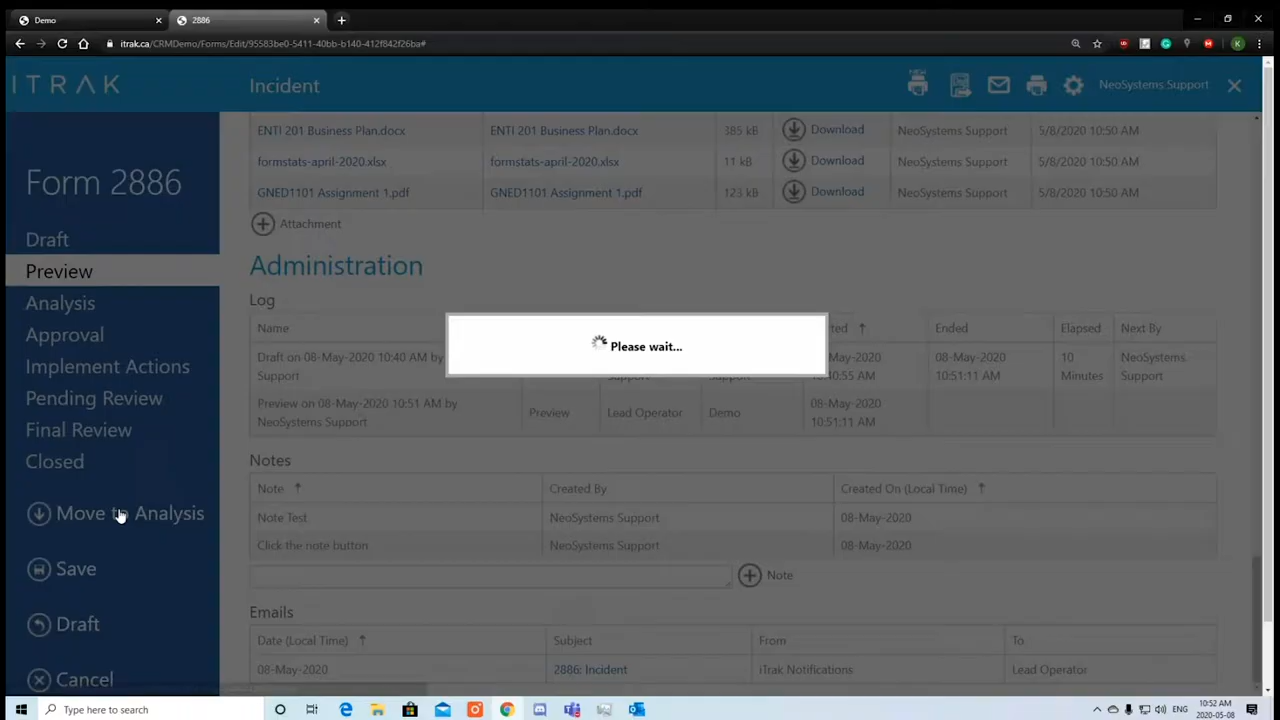 Demo
2886
itrak.ca/CRMDemo/Forms/Edit/95583be0-5411-40bb-b140-412f842f26ba#
ITRAK
Incident
NeoSystems Support
Form 2886
Draft
Preview
Analysis
Approval
Implement Actions
Pending Review
Final Review
Closed
Move to Analysis
Save
Draft
Cancel
ENTI 201 Business Plan.docx ENTI 201 Business Plan.docx 385 kB Download NeoSystems Support 5/8/2020 10:50 AM
formstats-april-2020.xlsx formstats-april-2020.xlsx 11 kB Download NeoSystems Support 5/8/2020 10:50 AM
GNED1101 Assignment 1.pdf GNED1101 Assignment 1.pdf 123 kB Download NeoSystems Support 5/8/2020 10:50 AM
Attachment
Administration
Log
Name Ended Elapsed Next By
Please wait...
Draft on 08-May-2020 10:40 AM by 08-May-2020 10 NeoSystems
Support 10:40:55 AM 10:51:11 AM Minutes Support
Preview on 08-May-2020 10:51 AM by 08-May-2020
NeoSystems Support Preview Lead Operator Demo 10:51:11 AM
Notes
Note Created By Created On (Local Time)
Note Test NeoSystems Support 08-May-2020
Click the note button NeoSystems Support 08-May-2020
Note
Emails
Date (Local Time) Subject From To
08-May-2020 2886: Incident iTrak Notifications Lead Operator
Type here to search
ENG
10:52 AM
2020-05-08